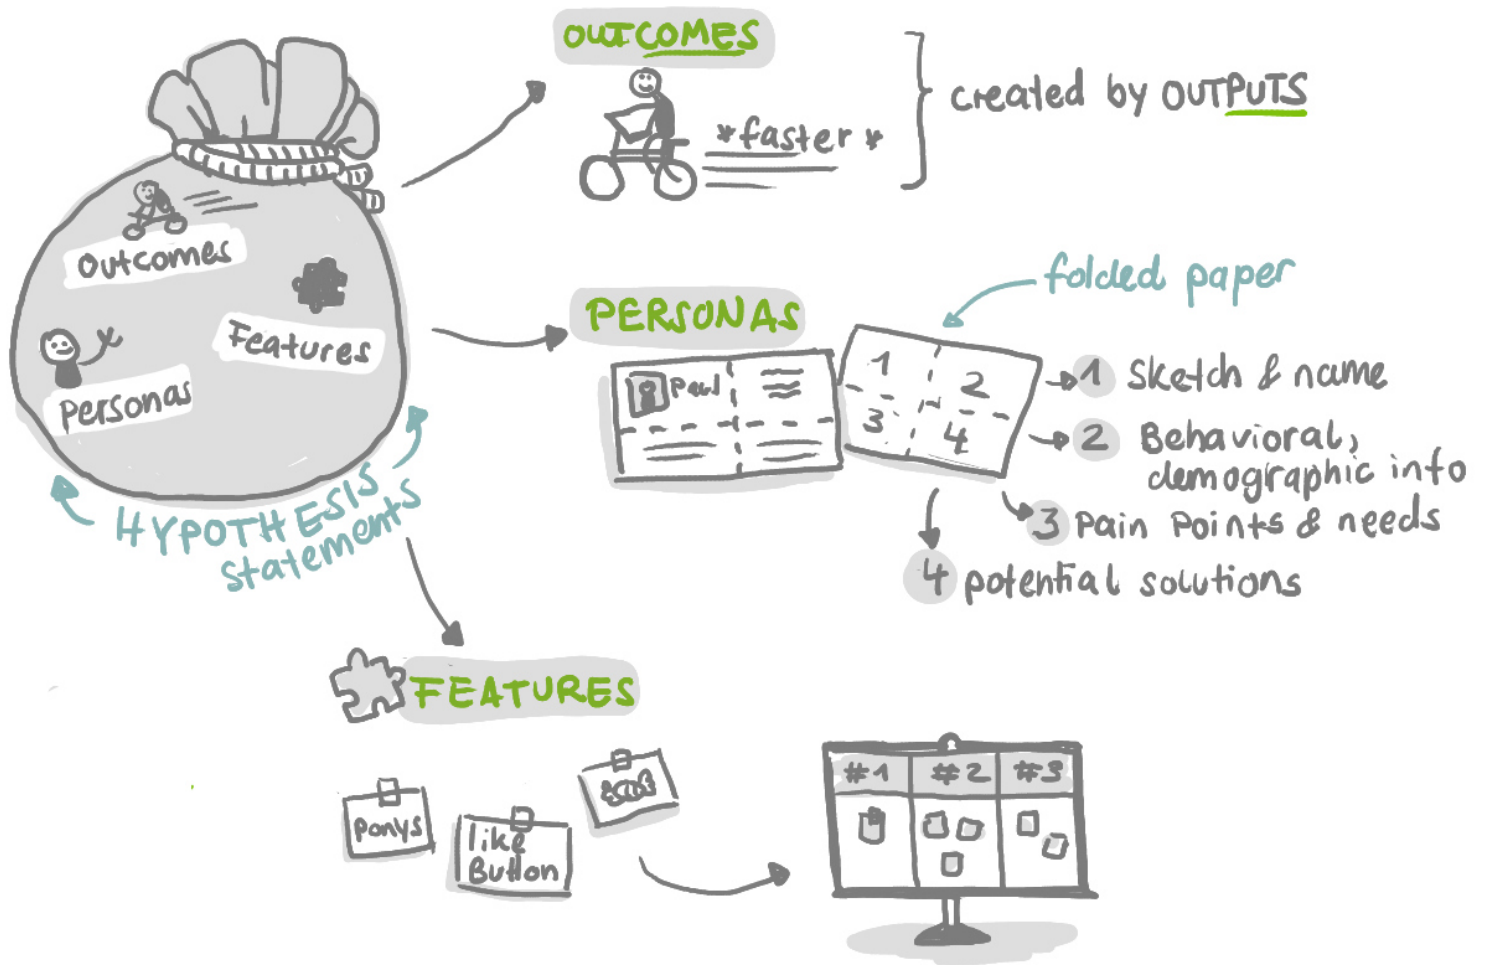 OUTCOMES
*faster*
created by OUTPUTS
Outcomes
Features
Personas
HYPOTHESIS
statements
PERSONAS
folded paper
Paul
1
2
3
4
1 Sketch & name
2 Behavioral,
demographic info
3 Pain Points & needs
4 potential solutions
FEATURES
Ponys
like
Button
#1 #2 #3